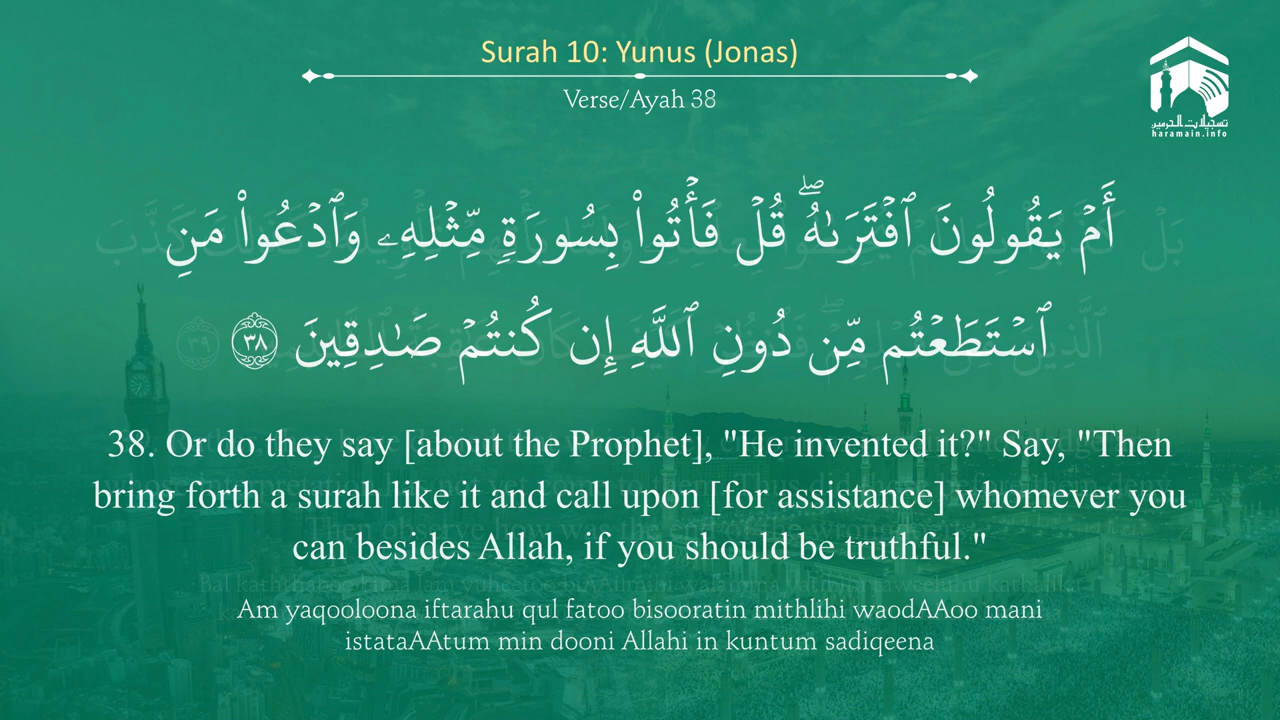 Surah 10: Yunus (Jonas)
Verse/Ayah 38
تسجيلات الحرمين
haramain.info
أَمْ يَقُولُونَ ٱفْتَرَىٰهُ ۖ قُلْ فَأْتُوا۟ بِسُورَةٍ مِّثْلِهِۦ وَٱدْعُوا۟ مَنِ
ٱسْتَطَعْتُم مِّن دُونِ ٱللَّهِ إِن كُنتُمْ صَـٰدِقِينَ ٣٨
38. Or do they say [about the Prophet], "He invented it?" Say, "Then
bring forth a surah like it and call upon [for assistance] whomever you
can besides Allah, if you should be truthful."
Am yaqooloona iftarahu qul fatoo bisooratin mithlihi waodAAoo mani
istataAAtum min dooni Allahi in kuntum sadiqeena